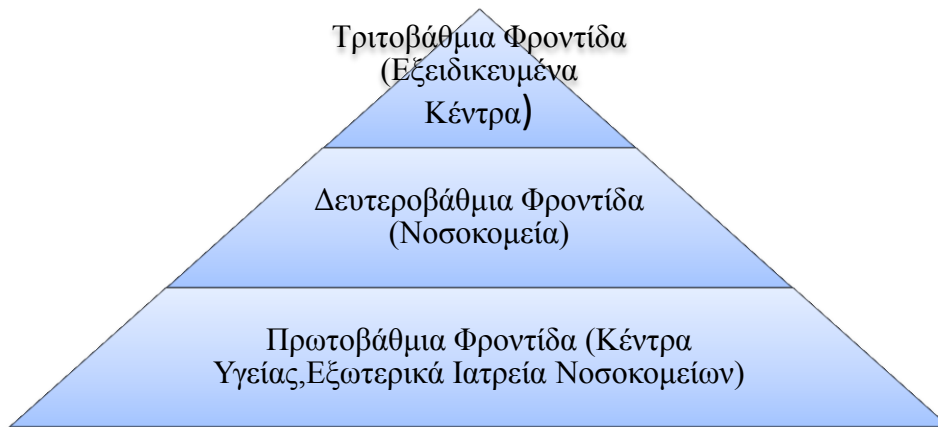 Τριτοβάθμια Φροντίδα
(Εξειδικευμένα
Κέντρα)
Δευτεροβάθμια Φροντίδα
(Νοσοκομεία)
Πρωτοβάθμια Φροντίδα (Κέντρα
Υγείας,Εξωτερικά Ιατρεία Νοσοκομείων)